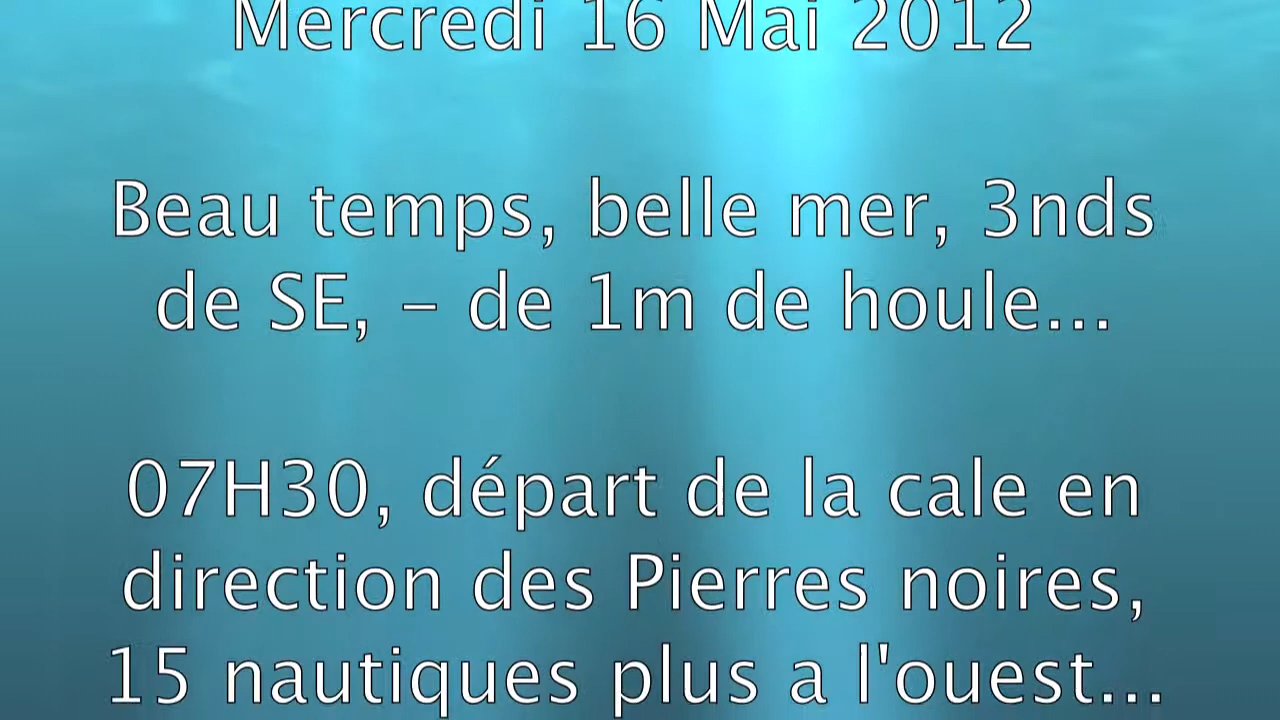 Mercredi 16 Mai 2012
Beau temps, belle mer, 3nds
de SE, – de 1m de houle...
07H30, départ de la cale en
direction des Pierres noires,
15 nautiques plus a l'ouest...